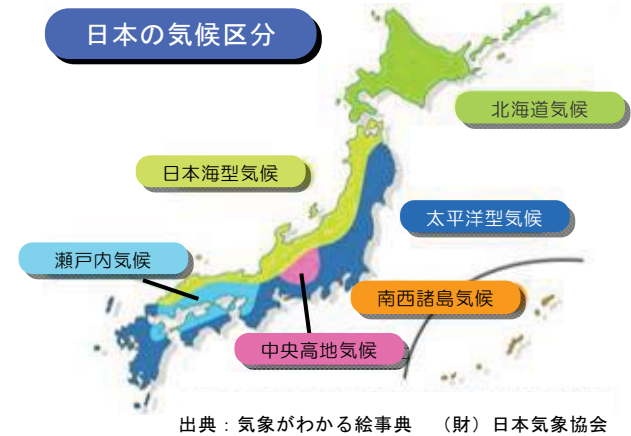 日本の気候区分
北海道気候
日本海型気候
太平洋型気候
瀬戸内気候
南西諸島気候
中央高地気候
出典：気象がわかる絵事典　（財）日本気象協会